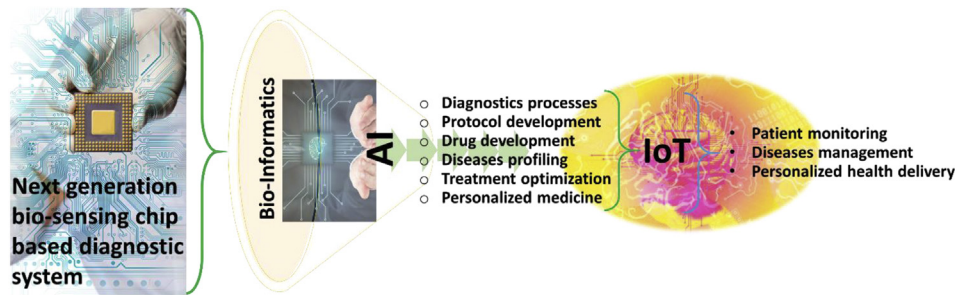 Next generation
bio-sensing chip
based diagnostic
system
Bio-Informatics
AI
Diagnostics processes
Protocol development
Drug development
Diseases profiling
Treatment optimization
Personalized medicine
IoT
Patient monitoring
Diseases management
Personalized health delivery